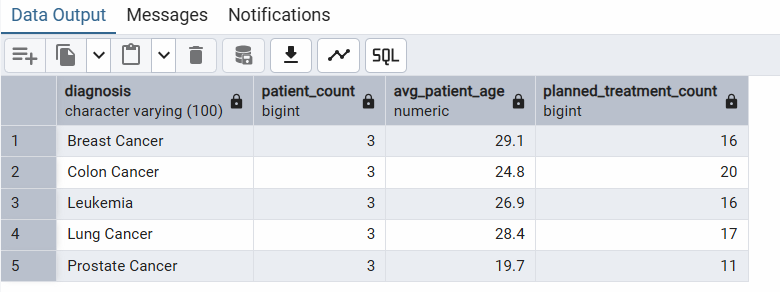 Data Output Messages Notifications
SQL
diagnosis patient_count avg_patient_age planned_treatment_count
character varying (100) bigint numeric bigint
1 Breast Cancer 3 29.1 16
2 Colon Cancer 3 24.8 20
3 Leukemia 3 26.9 16
4 Lung Cancer 3 28.4 17
5 Prostate Cancer 3 19.7 11